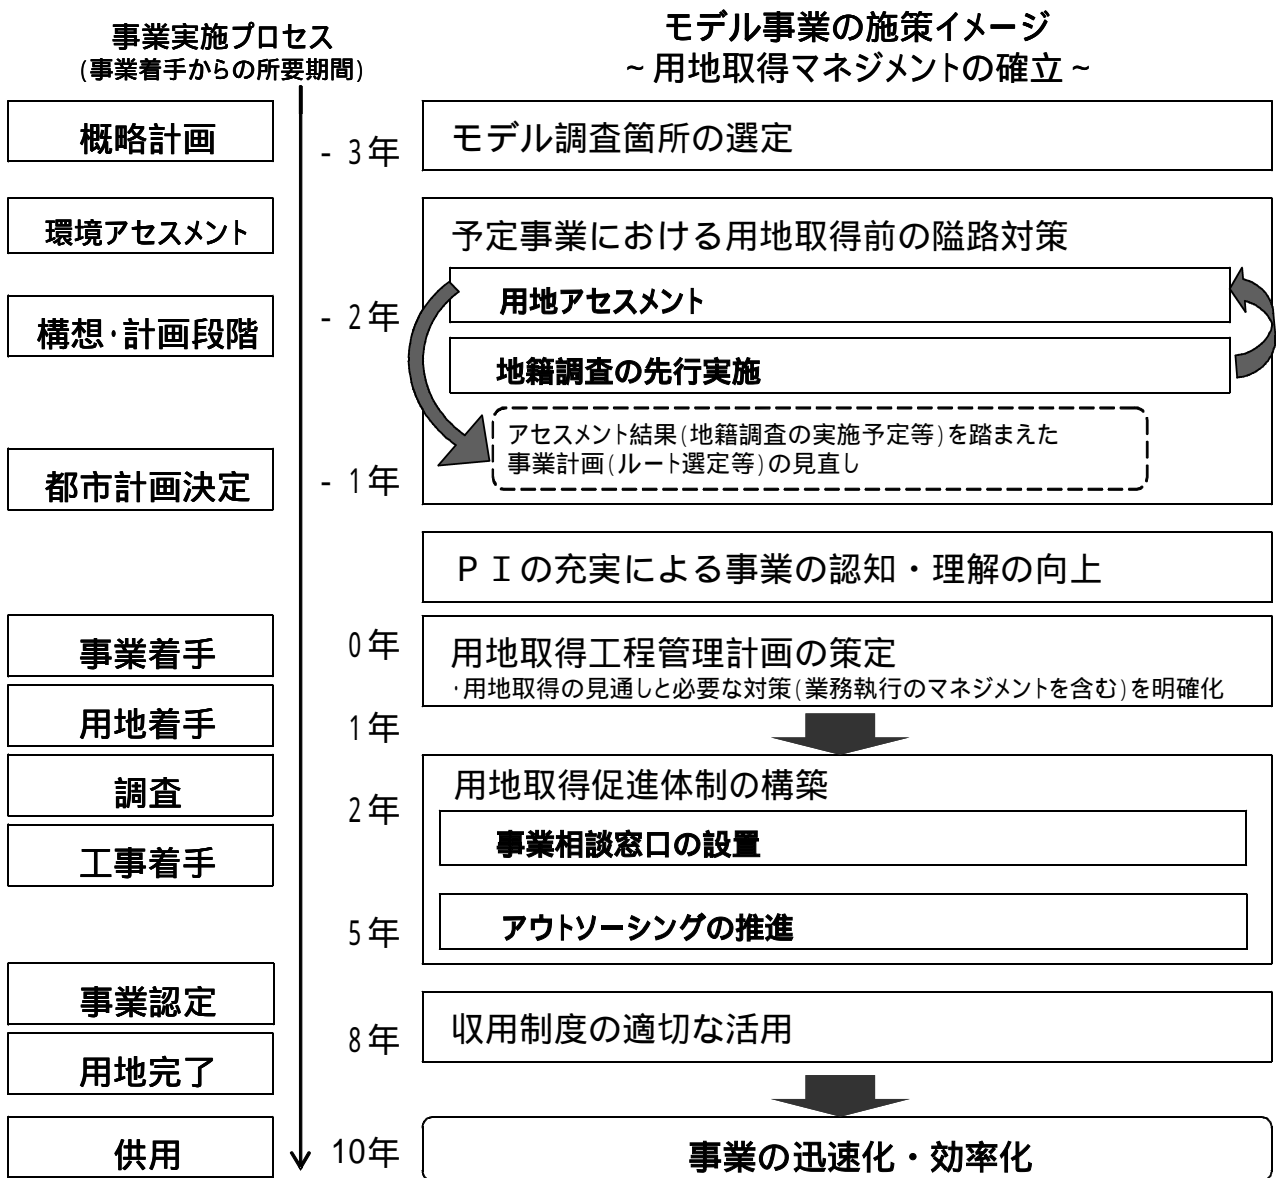 事業実施プロセス
(事業着手からの所要期間)
概略計画
環境アセスメント
構想・計画段階
都市計画決定
事業着手
用地着手
調査
工事着手
事業認定
用地完了
供用
- 3年
- 2年
- 1年
0年
1年
2年
5年
8年
10年
モデル事業の施策イメージ
~用地取得マネジメントの確立~
モデル調査箇所の選定
予定事業における用地取得前の隘路対策
用地アセスメント
地籍調査の先行実施
アセスメント結果(地籍調査の実施予定等)を踏まえた
事業計画(ルート選定等)の見直し
PIの充実による事業の認知・理解の向上
用地取得工程管理計画の策定
・用地取得の見通しと必要な対策(業務執行のマネジメントを含む)を明確化
用地取得促進体制の構築
事業相談窓口の設置
アウトソーシングの推進
収用制度の適切な活用
事業の迅速化・効率化